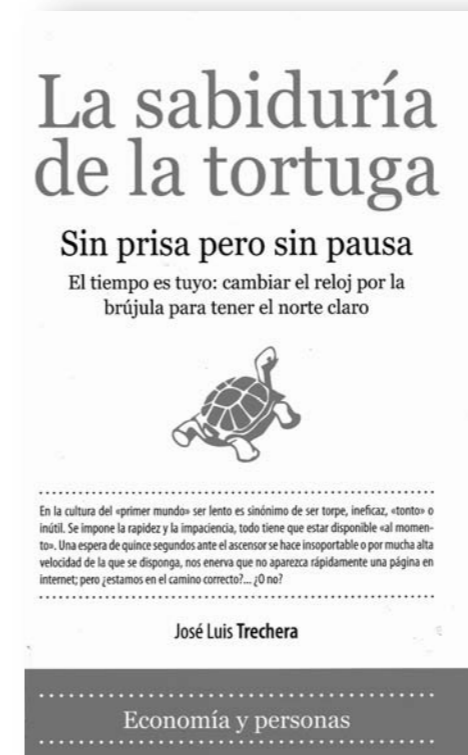 La sabiduría
de la tortuga
Sin prisa pero sin pausa
El tiempo es tuyo: cambiar el reloj por la
brújula para tener el norte claro
En la cultura del «primer mundo» ser lento es sinónimo de ser torpe, ineficaz, «tonto» o
inútil. Se impone la rapidez y la impaciencia, todo tiene que estar disponible «al momen-
to». Una espera de quince segundos ante el ascensor se hace insoportable o por mucha alta
velocidad de la que se disponga, nos enerva que no aparezca rápidamente una página en
internet; pero ¿estamos en el camino correcto?... ¿O no?
José Luis Trechera
Economía y personas